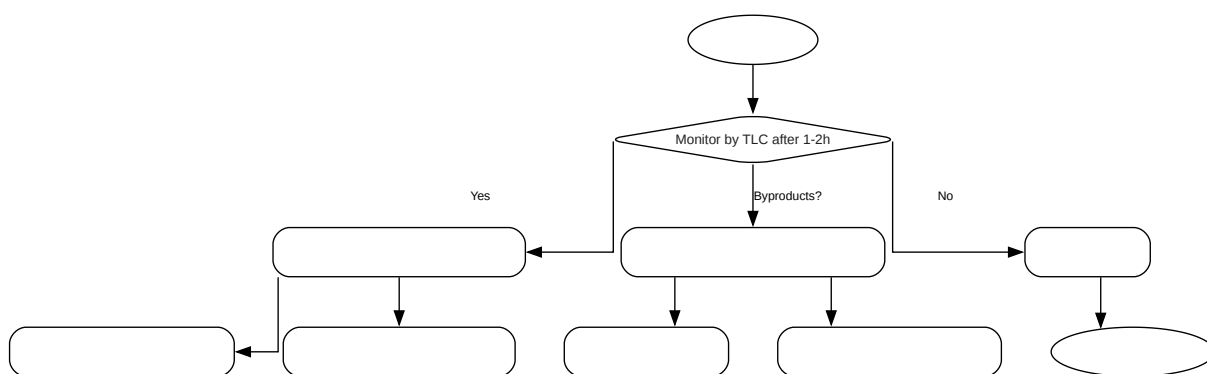 Monitor by TLC after 1-2h
Yes
Byproducts?
No